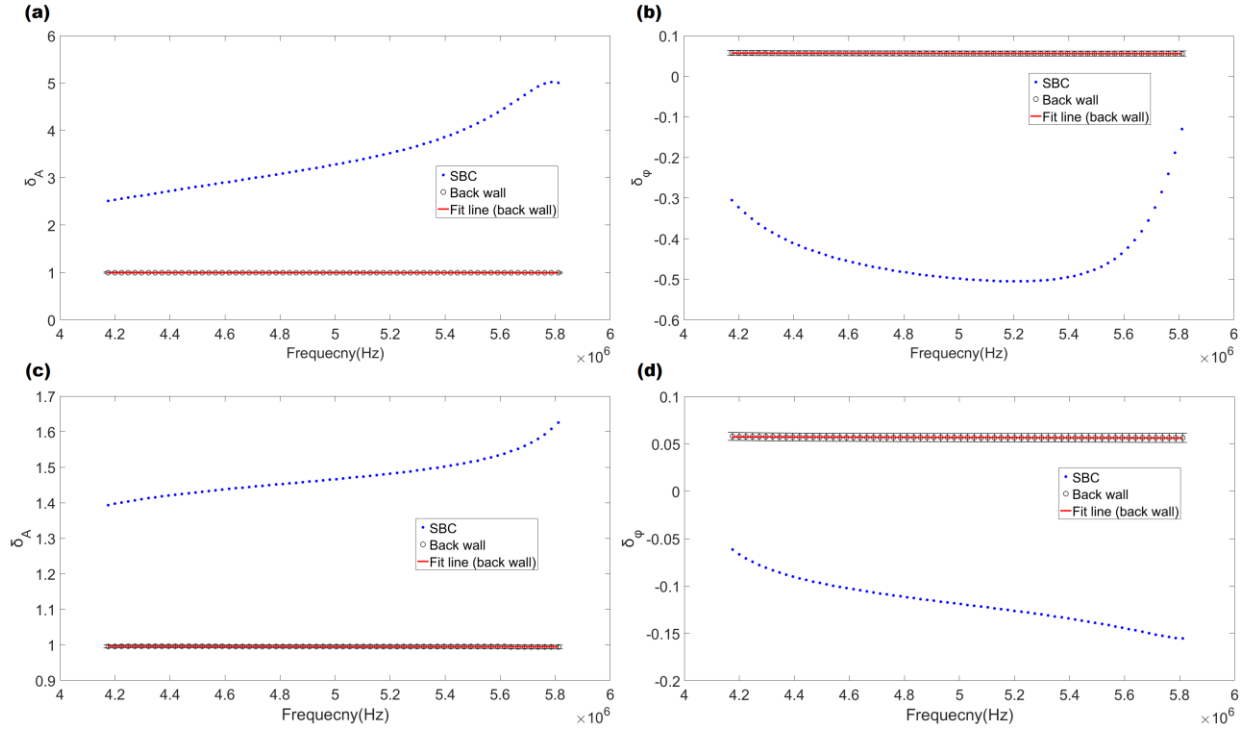 (a)
6
5
4
3
2
1
0
δ_A
SBC
Back wall
Fit line (back wall)
4 4.2 4.4 4.6 4.8 5 5.2 5.4 5.6 5.8 6
Frequecny(Hz)
×10^6
(b)
0.1
0
-0.1
-0.2
-0.3
-0.4
-0.5
-0.6
δ_φ
SBC
Back wall
Fit line (back wall)
4 4.2 4.4 4.6 4.8 5 5.2 5.4 5.6 5.8 6
Frequecny(Hz)
×10^6
(c)
1.7
1.6
1.5
1.4
1.3
1.2
1.1
1
0.9
δ_A
SBC
Back wall
Fit line (back wall)
4 4.2 4.4 4.6 4.8 5 5.2 5.4 5.6 5.8 6
Frequecny(Hz)
×10^6
(d)
0.1
0.05
0
-0.05
-0.1
-0.15
-0.2
δ_φ
SBC
Back wall
Fit line (back wall)
4 4.2 4.4 4.6 4.8 5 5.2 5.4 5.6 5.8 6
Frequecny(Hz)
×10^6